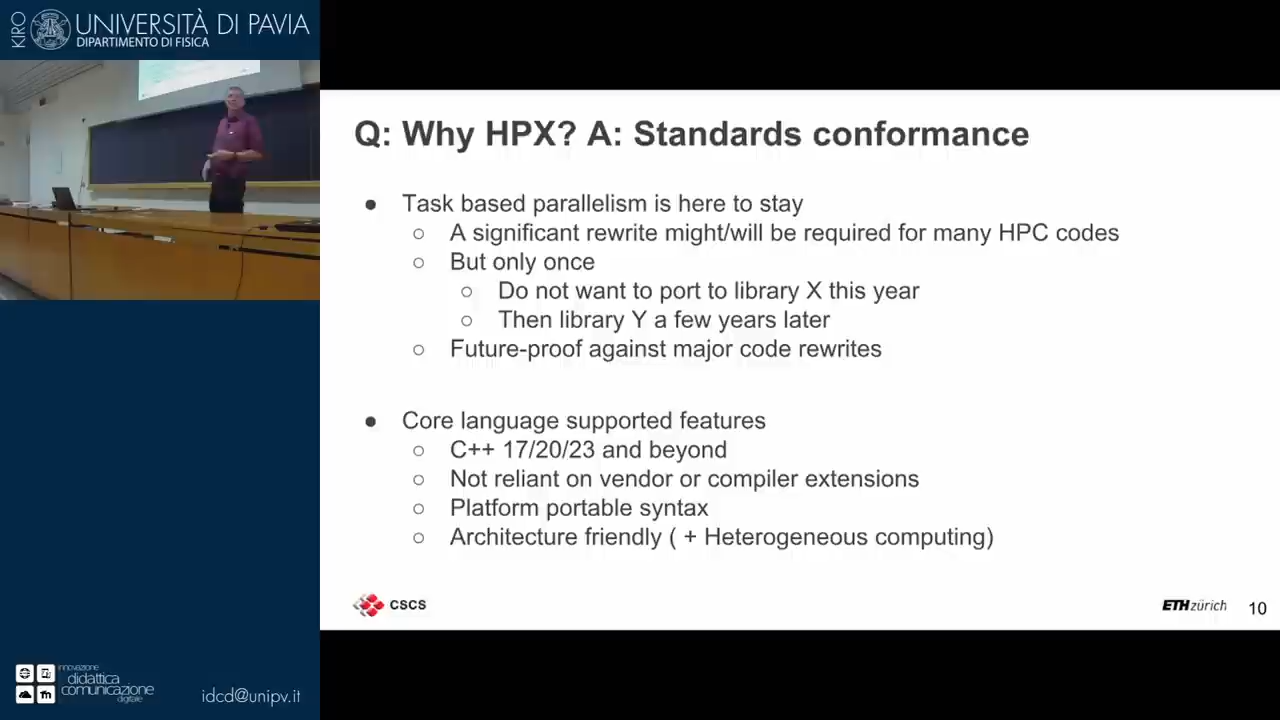 KIRO
UNIVERSITÀ DI PAVIA
DIPARTIMENTO DI FISICA
Q: Why HPX? A: Standards conformance
● Task based parallelism is here to stay
○ A significant rewrite might/will be required for many HPC codes
○ But only once
○ Do not want to port to library X this year
○ Then library Y a few years later
○ Future-proof against major code rewrites
● Core language supported features
○ C++ 17/20/23 and beyond
○ Not reliant on vendor or compiler extensions
○ Platform portable syntax
○ Architecture friendly ( + Heterogeneous computing)
CSCS
ETH zürich
10
innovazione
didattica
comunicazione
digitale
idcd@unipv.it